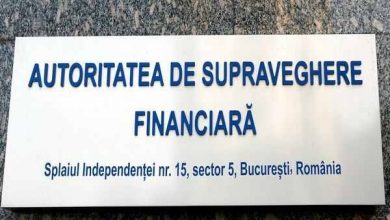 AUTORITATEA DE SUPRAVEGHERE
FINANCIARĂ
Splaiul Independenței nr. 15, sector 5, București, România